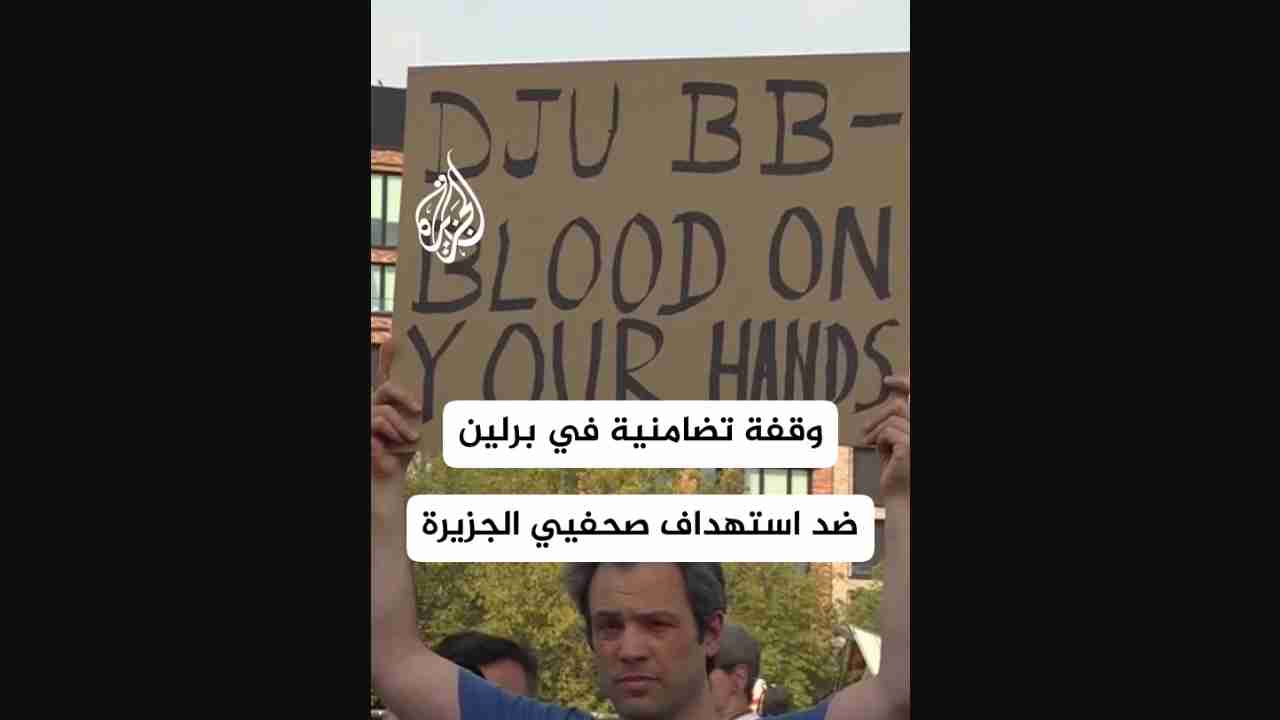 DJU BB-
BLOOD ON
YOUR HANDS
الجزيرة
وقفة تضامنية في برلين
ضد استهداف صحفيي الجزيرة